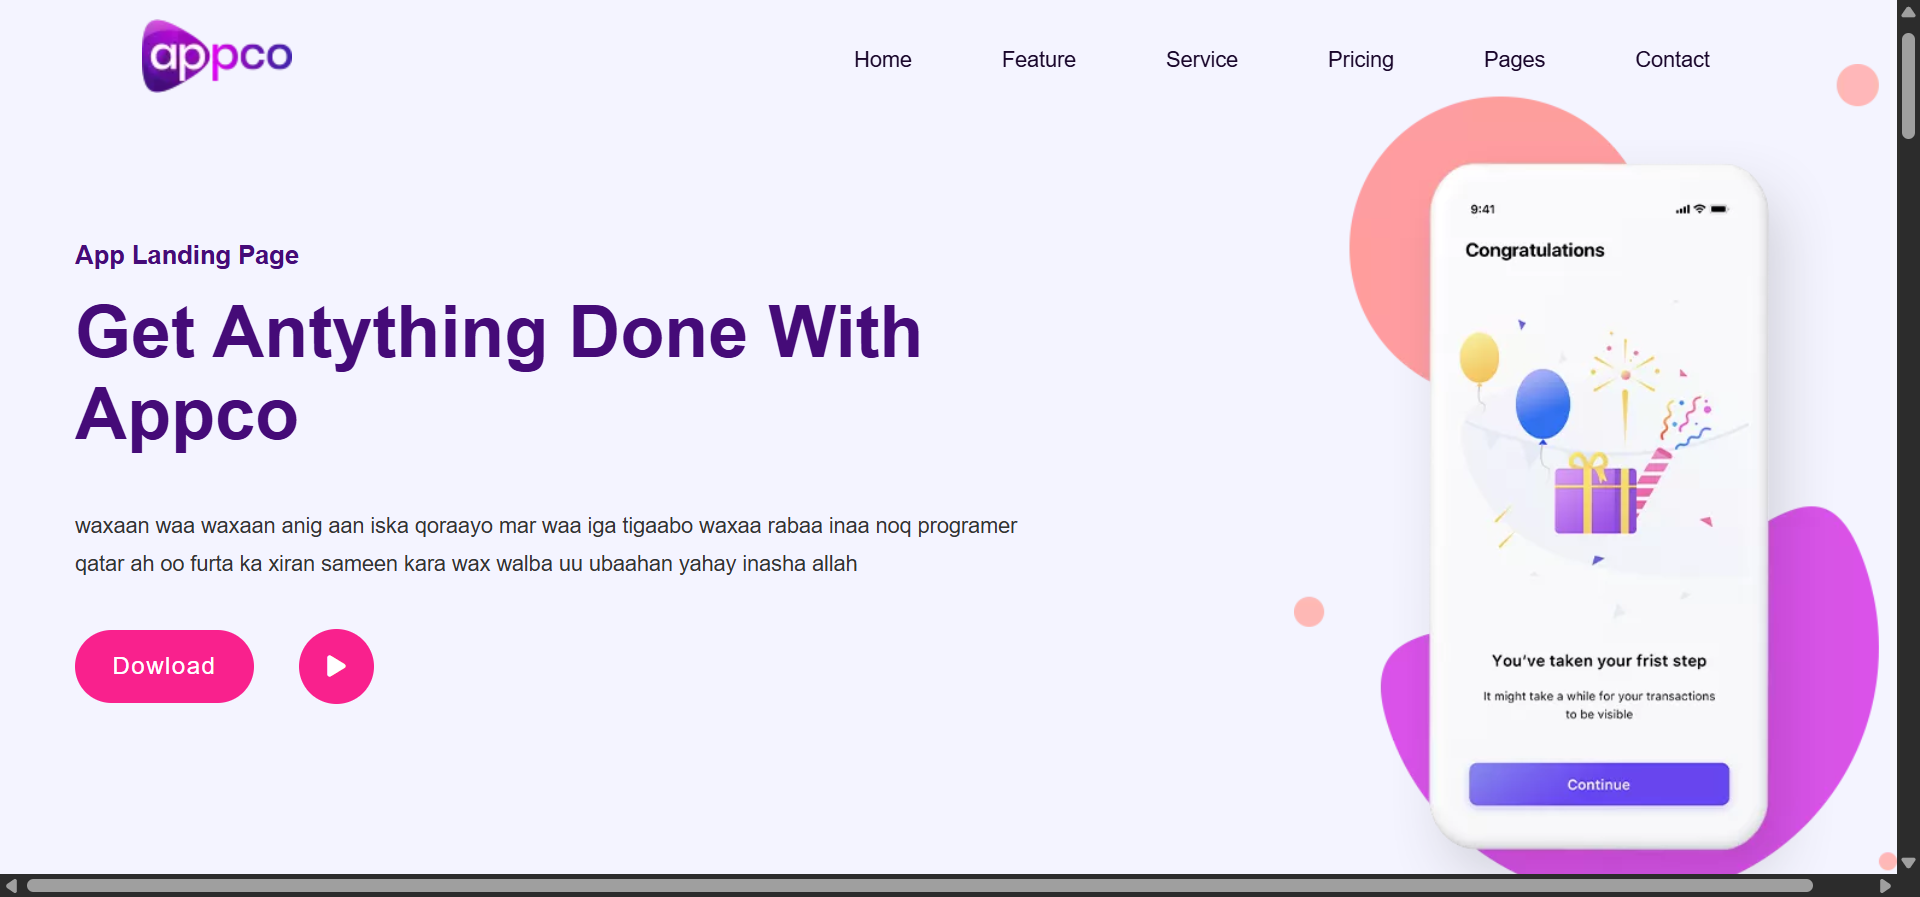 appco
Home
Feature
Service
Pricing
Pages
Contact
App Landing Page
Get Antything Done With
Appco
waxaan waa waxaan anig aan iska qoraayo mar waa iga tigaabo waxaa rabaa inaa noq programer
qatar ah oo furta ka xiran sameen kara wax walba uu ubaahan yahay inasha allah
Dowload
9:41
Congratulations
You've taken your frist step
It might take a while for your transactions
to be visible
Continue